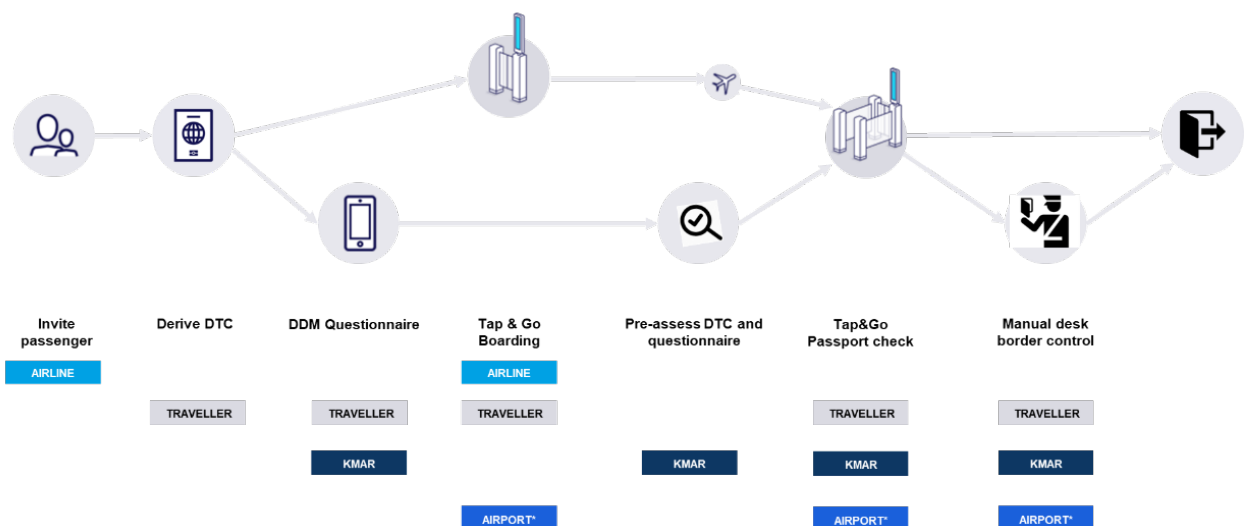 Invite
passenger
Derive DTC
DDM Questionnaire
Tap & Go
Boarding
Pre-assess DTC and
questionnaire
Tap&Go
Passport check
Manual desk
border control
AIRLINE
AIRLINE
TRAVELLER
TRAVELLER
TRAVELLER
TRAVELLER
TRAVELLER
KMAR
KMAR
KMAR
KMAR
AIRPORT*
AIRPORT*
AIRPORT*